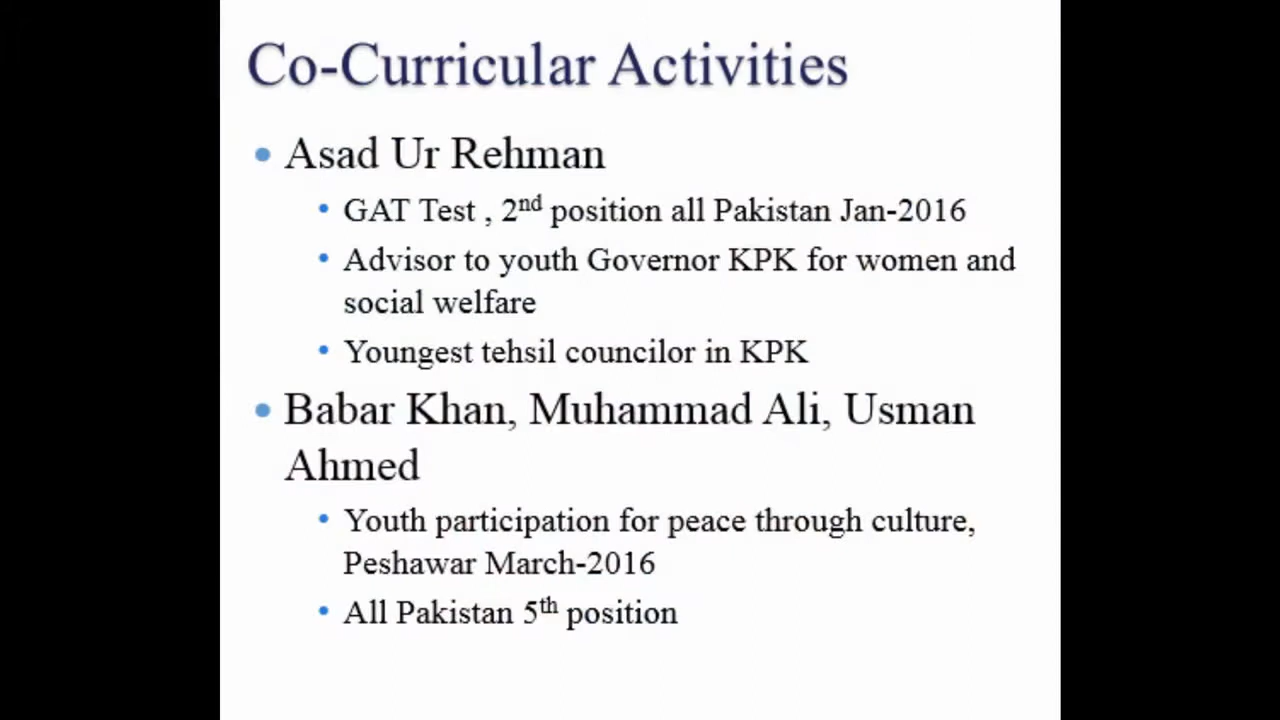 Co-Curricular Activities
• Asad Ur Rehman
• GAT Test , 2nd position all Pakistan Jan-2016
• Advisor to youth Governor KPK for women and
social welfare
• Youngest tehsil councilor in KPK
• Babar Khan, Muhammad Ali, Usman
Ahmed
• Youth participation for peace through culture,
Peshawar March-2016
• All Pakistan 5th position